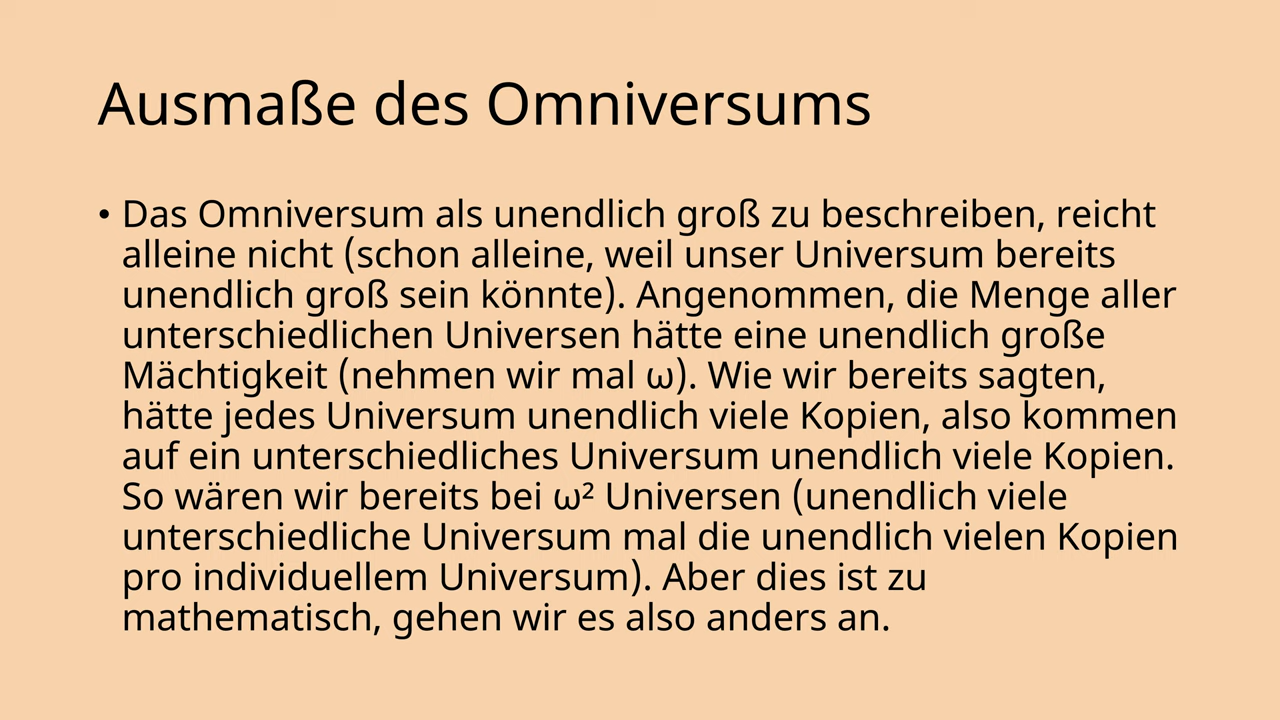 Ausmaße des Omniversums
• Das Omniversum als unendlich groß zu beschreiben, reicht
alleine nicht (schon alleine, weil unser Universum bereits
unendlich groß sein könnte). Angenommen, die Menge aller
unterschiedlichen Universen hätte eine unendlich große
Mächtigkeit (nehmen wir mal ω). Wie wir bereits sagten,
hätte jedes Universum unendlich viele Kopien, also kommen
auf ein unterschiedliches Universum unendlich viele Kopien.
So wären wir bereits bei ω² Universen (unendlich viele
unterschiedliche Universum mal die unendlich vielen Kopien
pro individuellem Universum). Aber dies ist zu
mathematisch, gehen wir es also anders an.